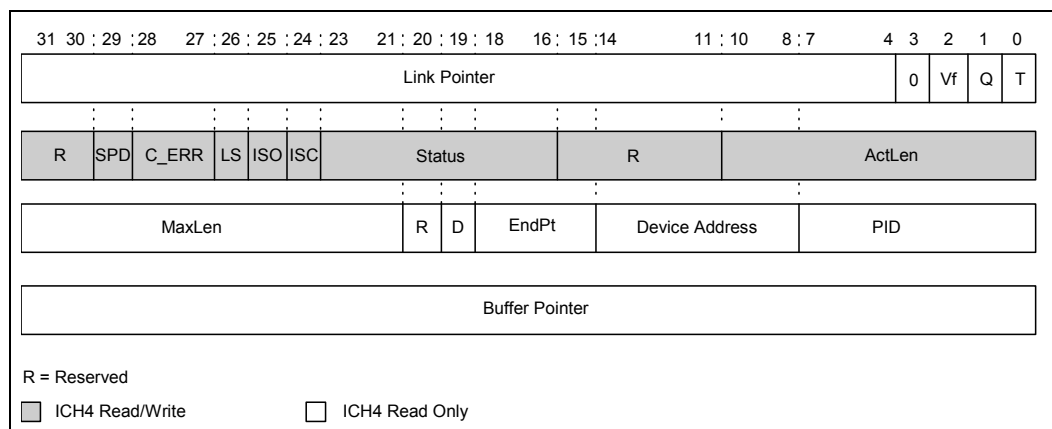 31 30 29 28 27 26 25 24 23 21 20 19 18 16 15 14 11 10 8 7 4 3 2 1 0
Link Pointer 0 Vf Q T
R SPD C_ERR LS ISO ISC Status R ActLen
MaxLen R D EndPt Device Address PID
Buffer Pointer
R = Reserved
ICH4 Read/Write ICH4 Read Only